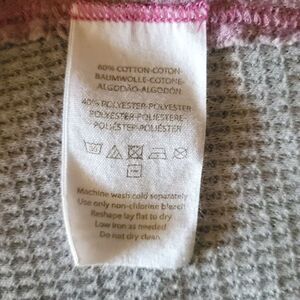 60% COTTON-COTON-
BAUMWOLLE-COTONE-
ALGODÃO-ALGODÓN
40% POLYESTER-POLYESTER-
POLYESTER-POLIESTERE-
POLIÉSTER-POLIÉSTER
Machine wash cold separately
Use only non-chlorine bleach
Reshape lay flat to dry
Low iron as needed
Do not dry clean